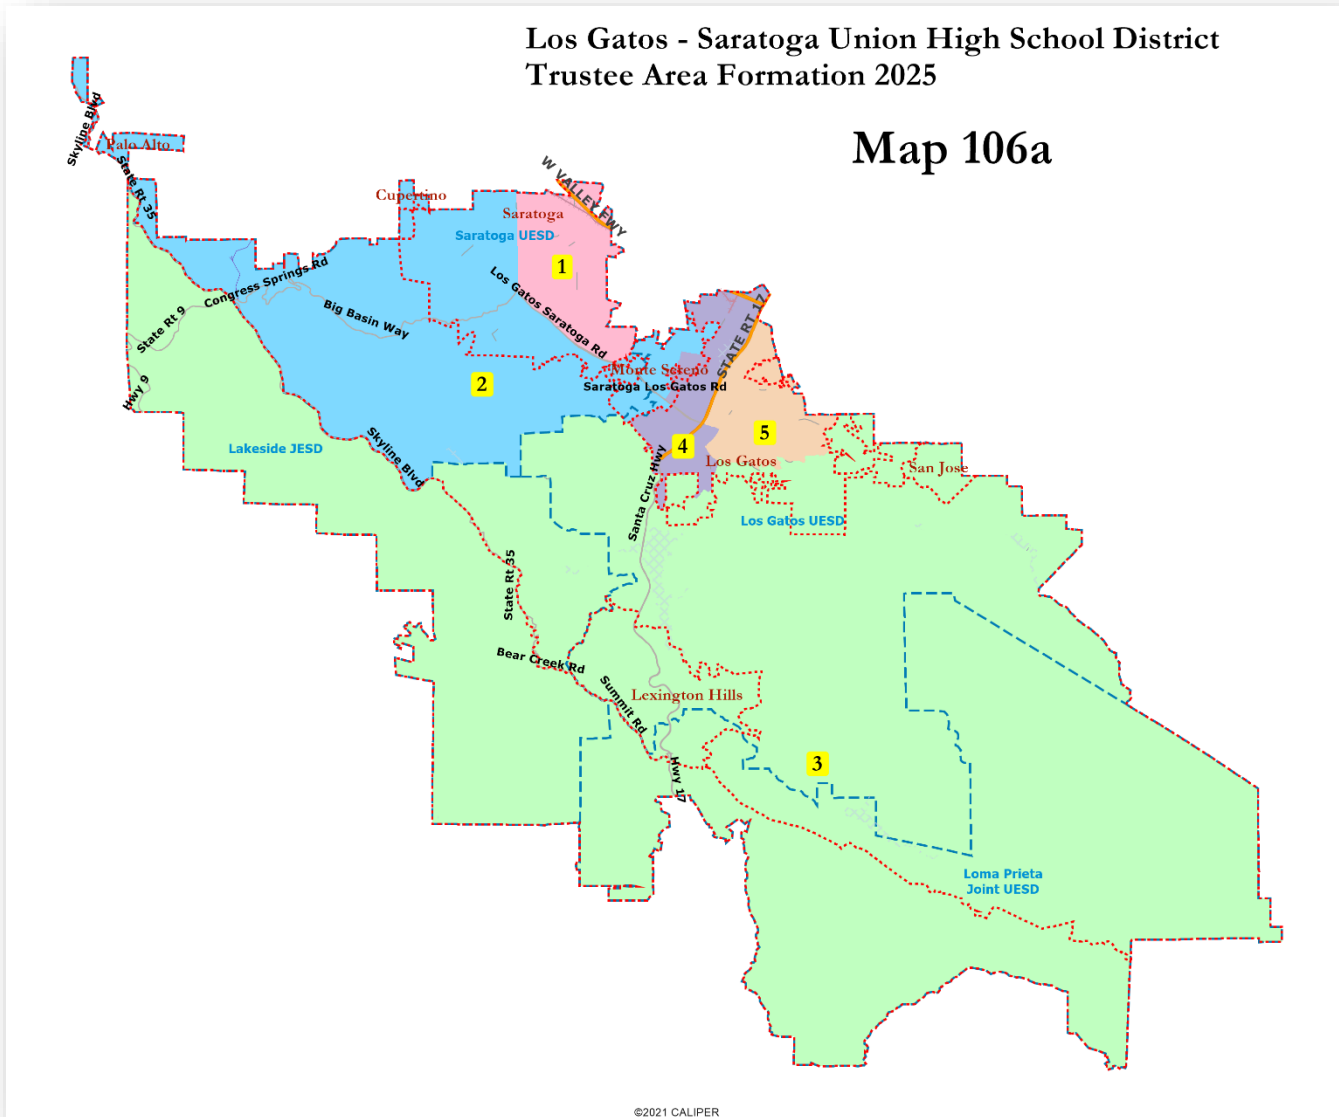 Los Gatos - Saratoga Union High School District
Trustee Area Formation 2025
Map 106a
Skyline Blvd
Palo Alto
State Rt 35
W VALLEY FWY
Cupertino
Saratoga
Saratoga UESD
1
Congress Springs Rd
Los Gatos Saratoga Rd
Big Basin Way
State Rt 9
STATE RT 17
Monte Sereno
Saratoga Los Gatos Rd
2
Hwy 9
Lakeside JESD
Skyline Blvd
4
5
Los Gatos
San Jose
Santa Cruz Hwy
Los Gatos UESD
State Rt 35
Bear Creek Rd
Summit Rd
Lexington Hills
3
Hwy 17
Loma Prieta
Joint UESD
©2021 CALIPER